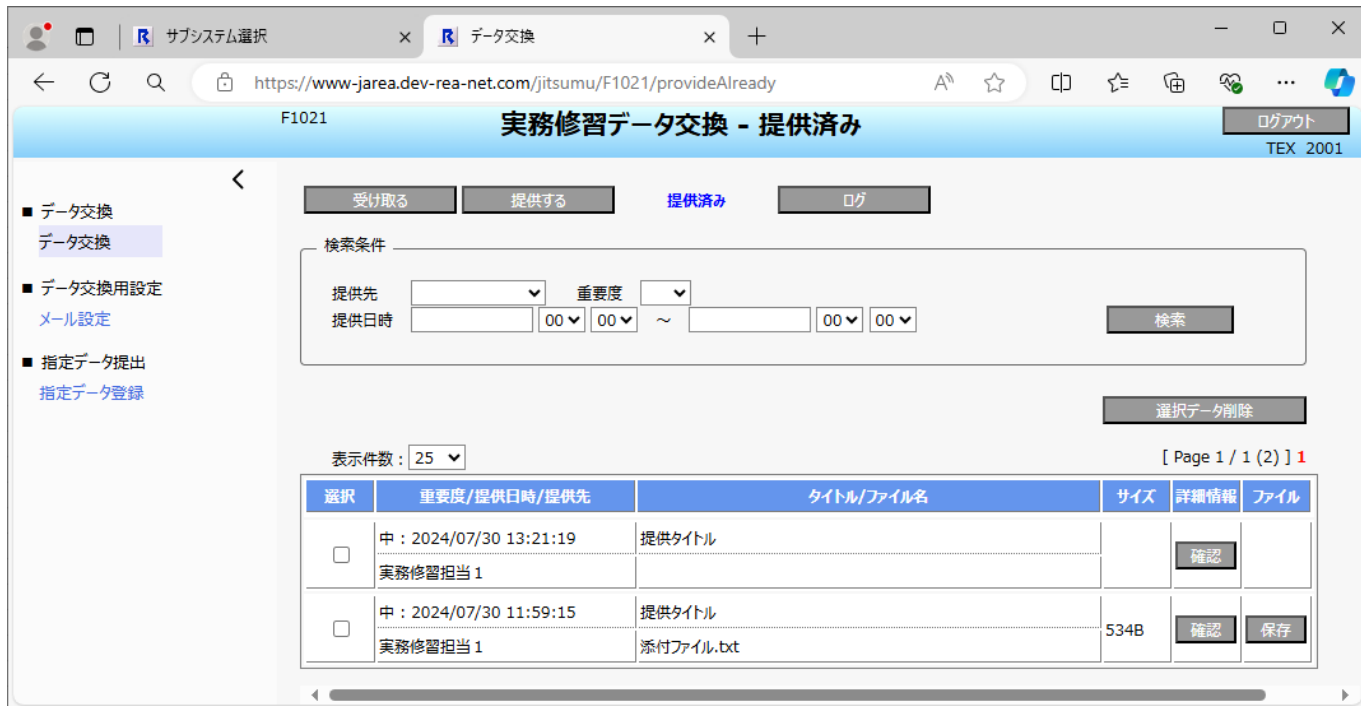 サブシステム選択
データ交換
https://www-jarea.dev-rea-net.com/jitsumu/F1021/provideAlready
F1021
実務修習データ交換 - 提供済み
ログアウト
TEX 2001
■ データ交換
データ交換
■ データ交換用設定
メール設定
■ 指定データ提出
指定データ登録
受け取る 提供する 提供済み ログ
検索条件
提供先 重要度
提供日時 00 00 ～ 00 00 検索
選択データ削除
表示件数 : 25 [ Page 1 / 1 (2) ] 1
選択 重要度/提供日時/提供先 タイトル/ファイル名 サイズ 詳細情報 ファイル
中 : 2024/07/30 13:21:19 提供タイトル
実務修習担当1
確認
中 : 2024/07/30 11:59:15 提供タイトル
実務修習担当1 添付ファイル.txt
534B 確認 保存